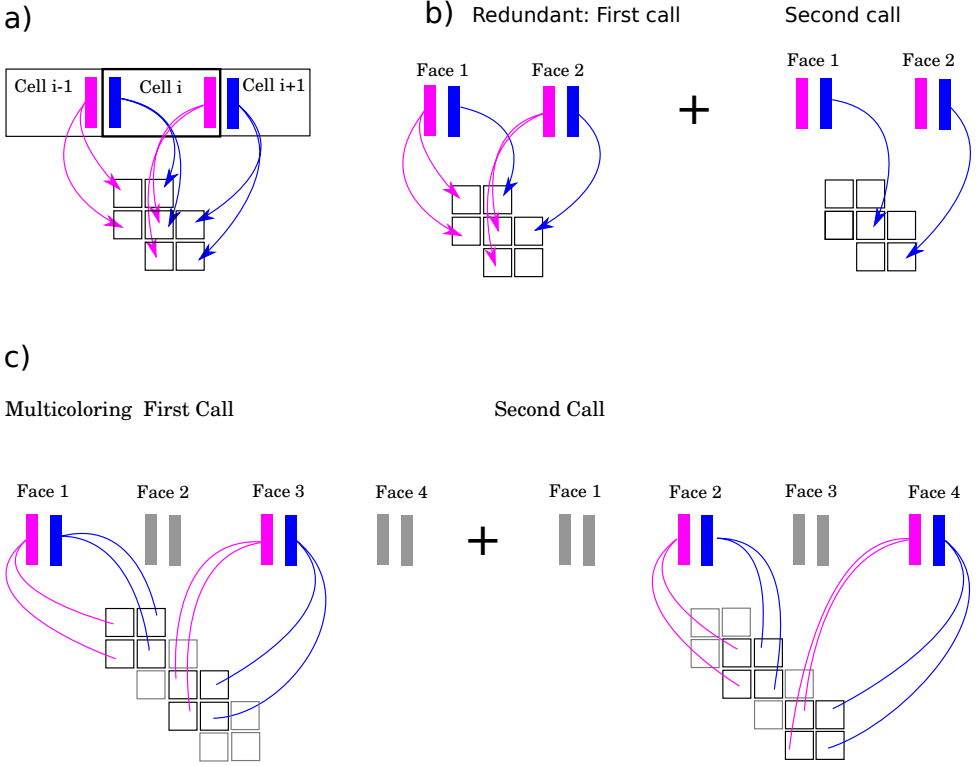 a)
Cell i-1 Cell i Cell i+1
b) Redundant: First call Second call
Face 1 Face 2 + Face 1 Face 2
c)
Multicoloring First Call Second Call
Face 1 Face 2 Face 3 Face 4 + Face 1 Face 2 Face 3 Face 4